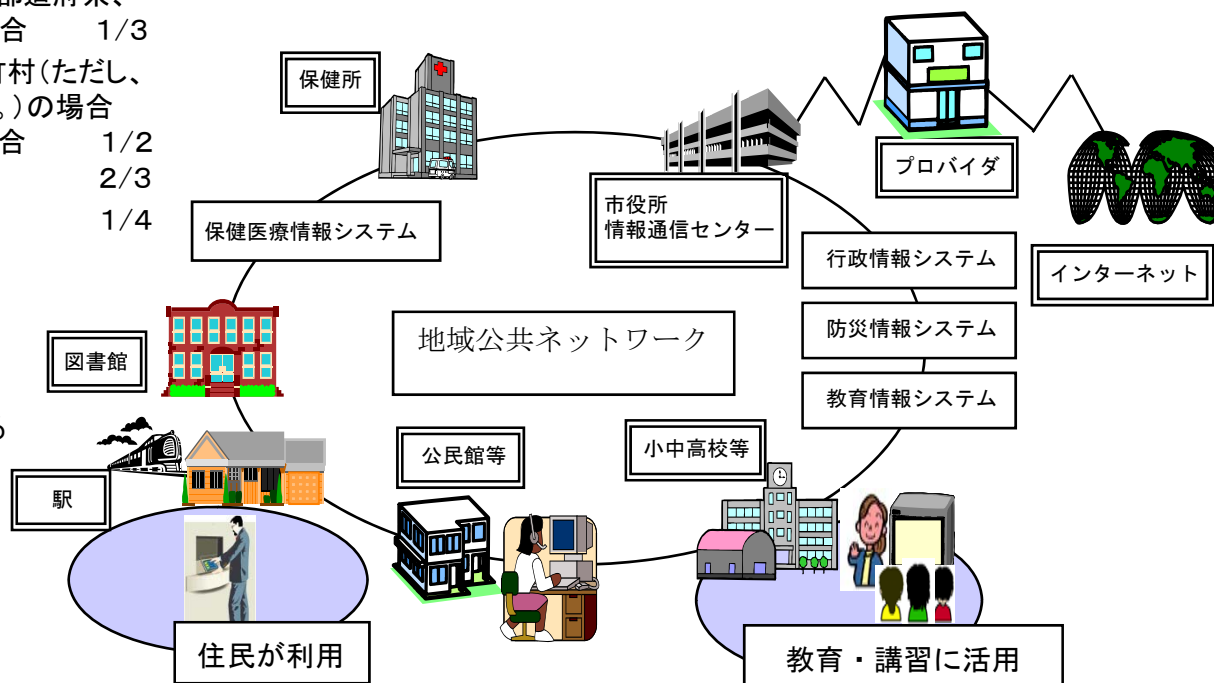 都道府県、
合　　1/3
村(ただし、
。)の場合
合　　1/2
2/3
1/4
保健所
プロバイダ
市役所
情報通信センター
保健医療情報システム
行政情報システム
インターネット
地域公共ネットワーク
防災情報システム
図書館
教育情報システム
公民館等
小中高校等
駅
住民が利用
教育・講習に活用